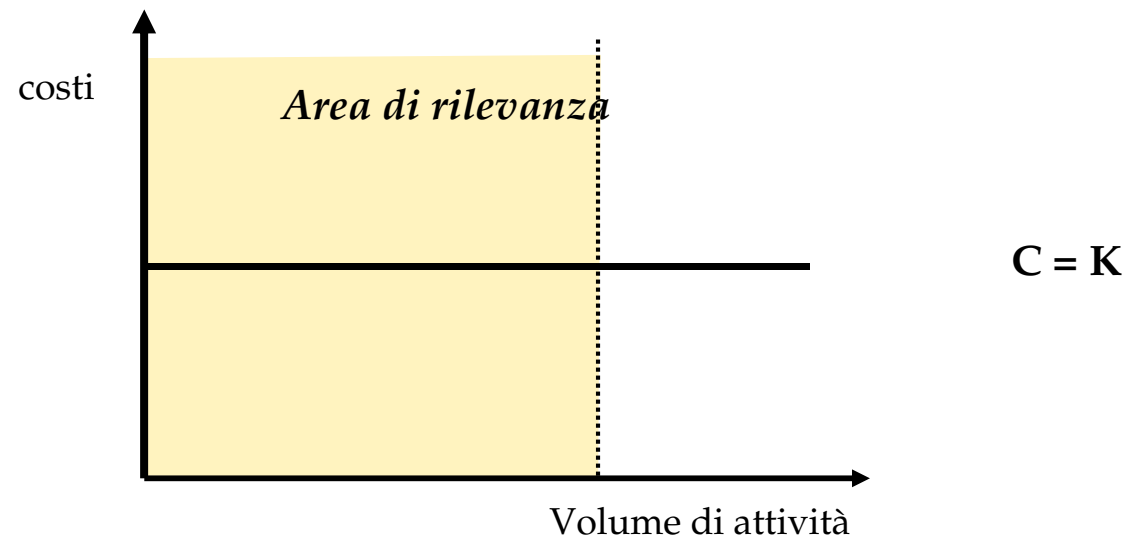 costi
Area di rilevanza
C = K
Volume di attività